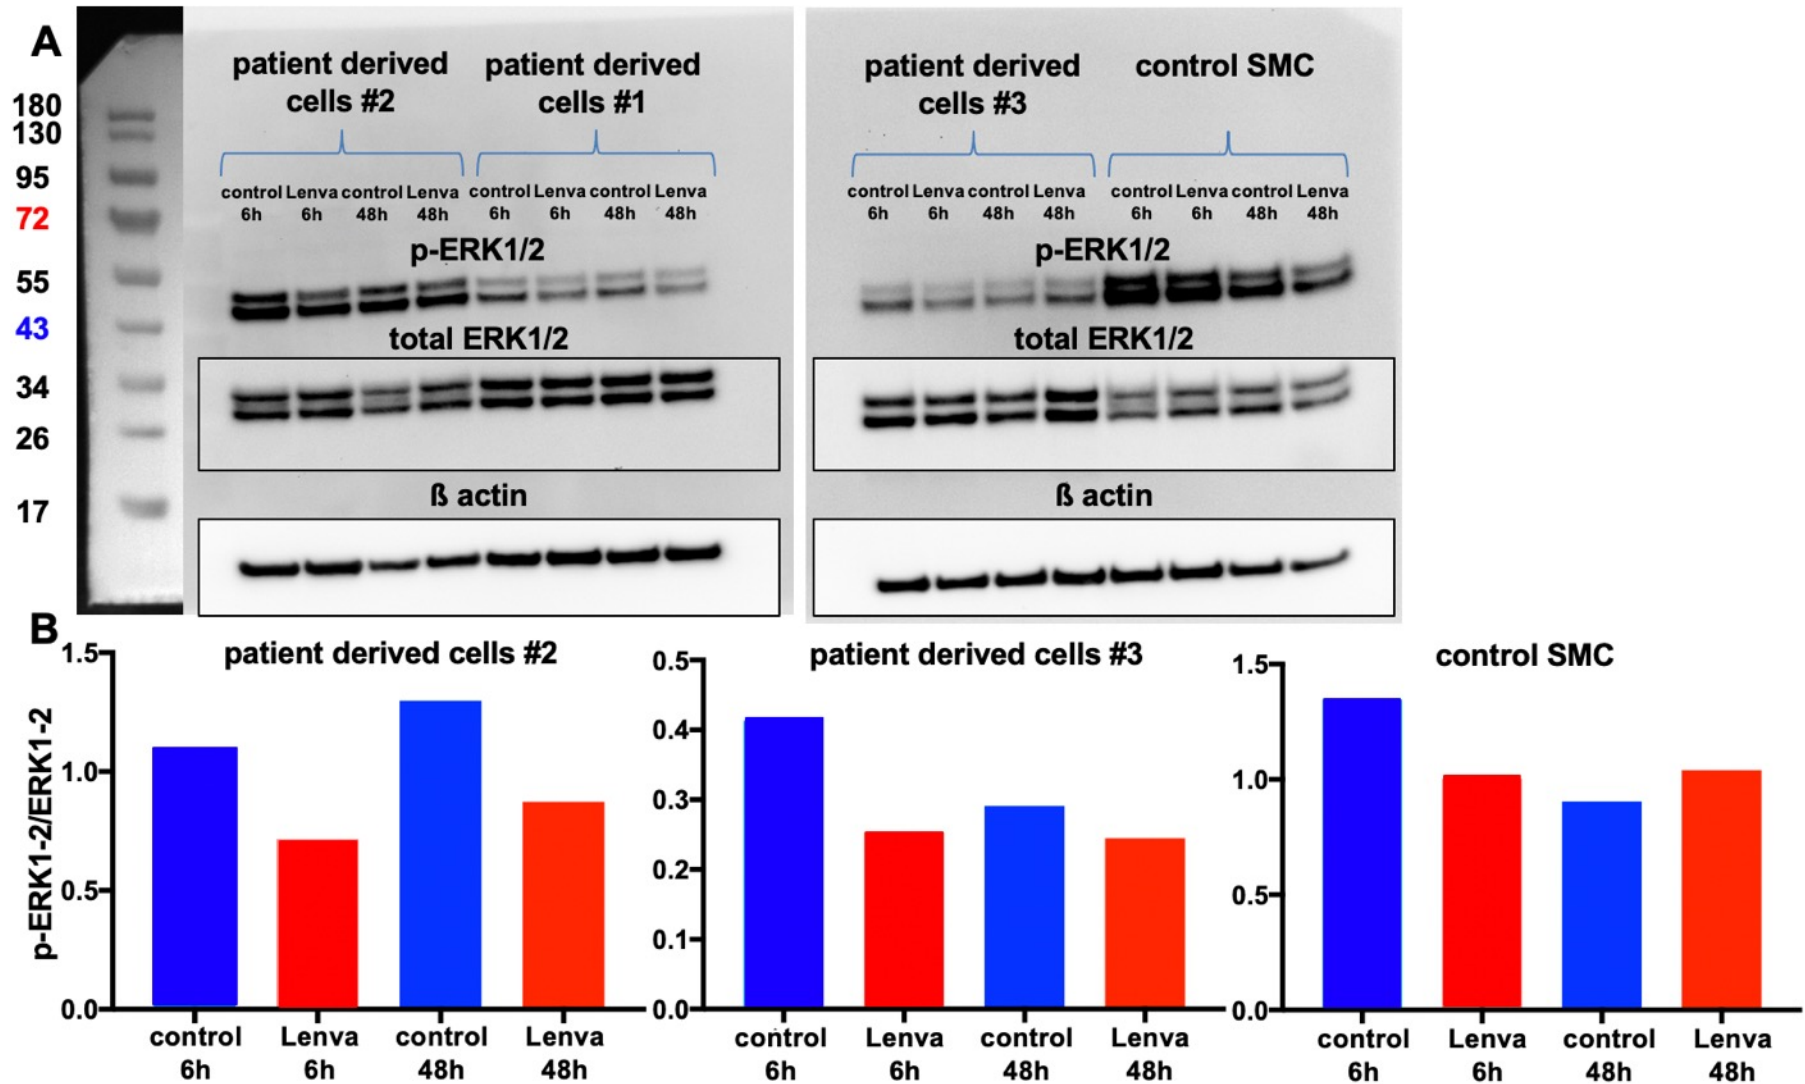 A
180
130
95
72
55
43
34
26
17
patient derived
cells #2
patient derived
cells #1
control Lenva control Lenva control Lenva control Lenva
6h 6h 48h 48h 6h 6h 48h 48h
p-ERK1/2
total ERK1/2
ß actin
patient derived
cells #3
control SMC
control Lenva control Lenva control Lenva control Lenva
6h 6h 48h 48h 6h 6h 48h 48h
p-ERK1/2
total ERK1/2
ß actin
B
patient derived cells #2
p-ERK1-2/ERK1-2
1.5
1.0
0.5
0.0
control Lenva control Lenva
6h 6h 48h 48h
patient derived cells #3
0.5
0.4
0.3
0.2
0.1
0.0
control Lenva control Lenva
6h 6h 48h 48h
control SMC
1.5
1.0
0.5
0.0
control Lenva control Lenva
6h 6h 48h 48h